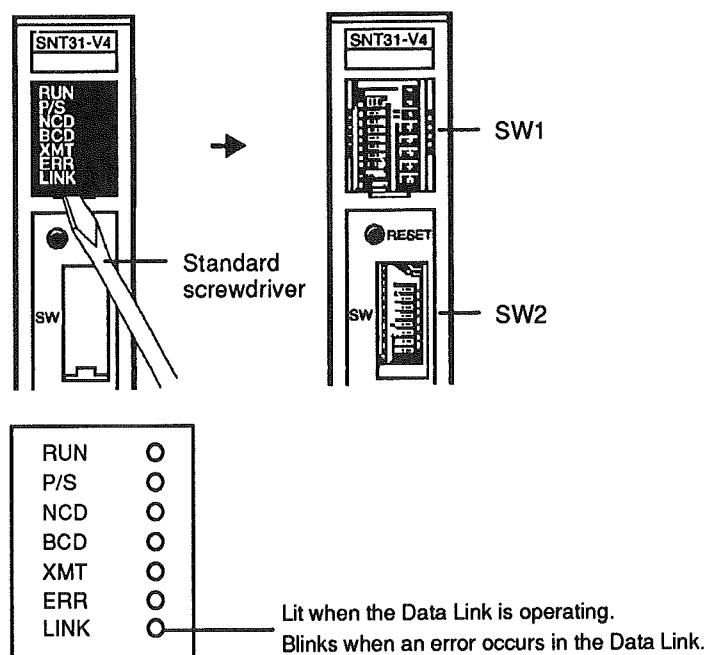 SNT31-V4
RUN
P/S
NCD
BCD
XMT
ERR
LINK
SW
Standard
screwdriver
SNT31-V4
SW1
RESET
SW
SW2
RUN
P/S
NCD
BCD
XMT
ERR
LINK
Lit when the Data Link is operating.
Blinks when an error occurs in the Data Link.